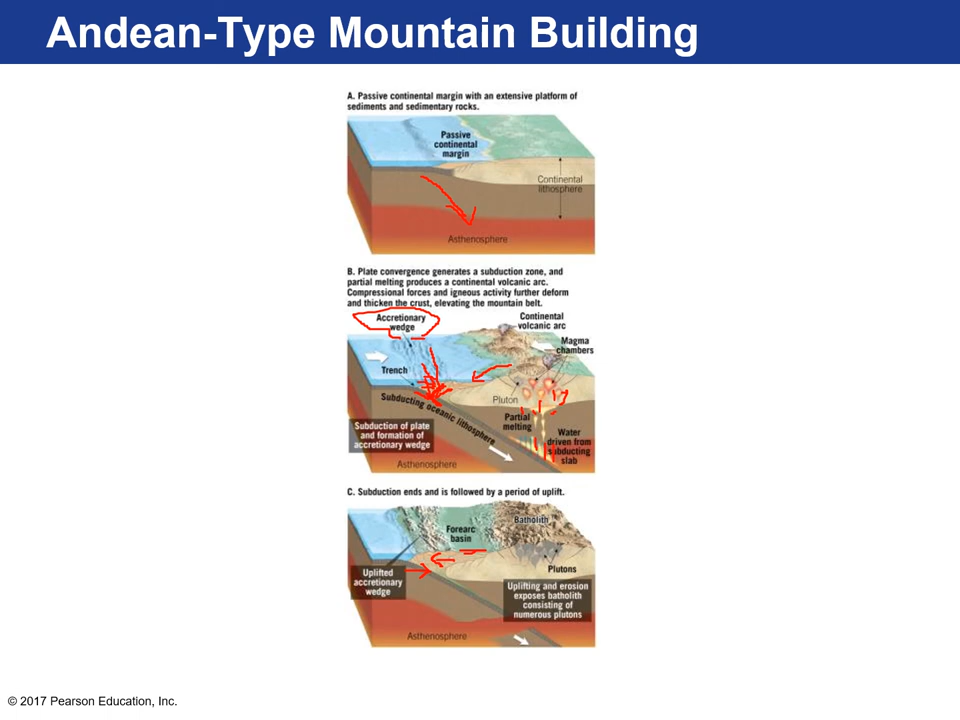 Andean-Type Mountain Building
A. Passive continental margin with an extensive platform of
sediments and sedimentary rocks.
Passive
continental
margin
Continental
lithosphere
Asthenosphere
B. Plate convergence generates a subduction zone, and
partial melting produces a continental volcanic arc.
Compressional forces and igneous activity further deform
and thicken the crust, elevating the mountain belt.
Accretionary
wedge
Continental
volcanic arc
Magma
chambers
Trench
Subducting oceanic lithosphere
Pluton
Partial
melting
Water
driven from
subducting
slab
Subduction of plate
and formation of
accretionary wedge
Asthenosphere
C. Subduction ends and is followed by a period of uplift.
Batholith
Forearc
basin
Plutons
Uplifted
accretionary
wedge
Uplifting and erosion
exposes batholith
consisting of
numerous plutons
Asthenosphere
© 2017 Pearson Education, Inc.